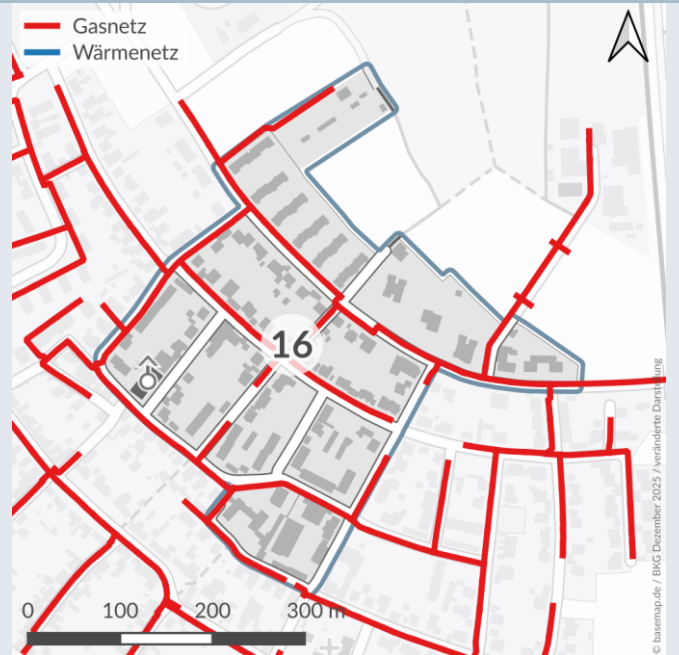 Gasnetz
Wärmenetz
16
0 100 200 300 m
© basemap.de / BKG Dezember 2025 / veränderte Darstellung